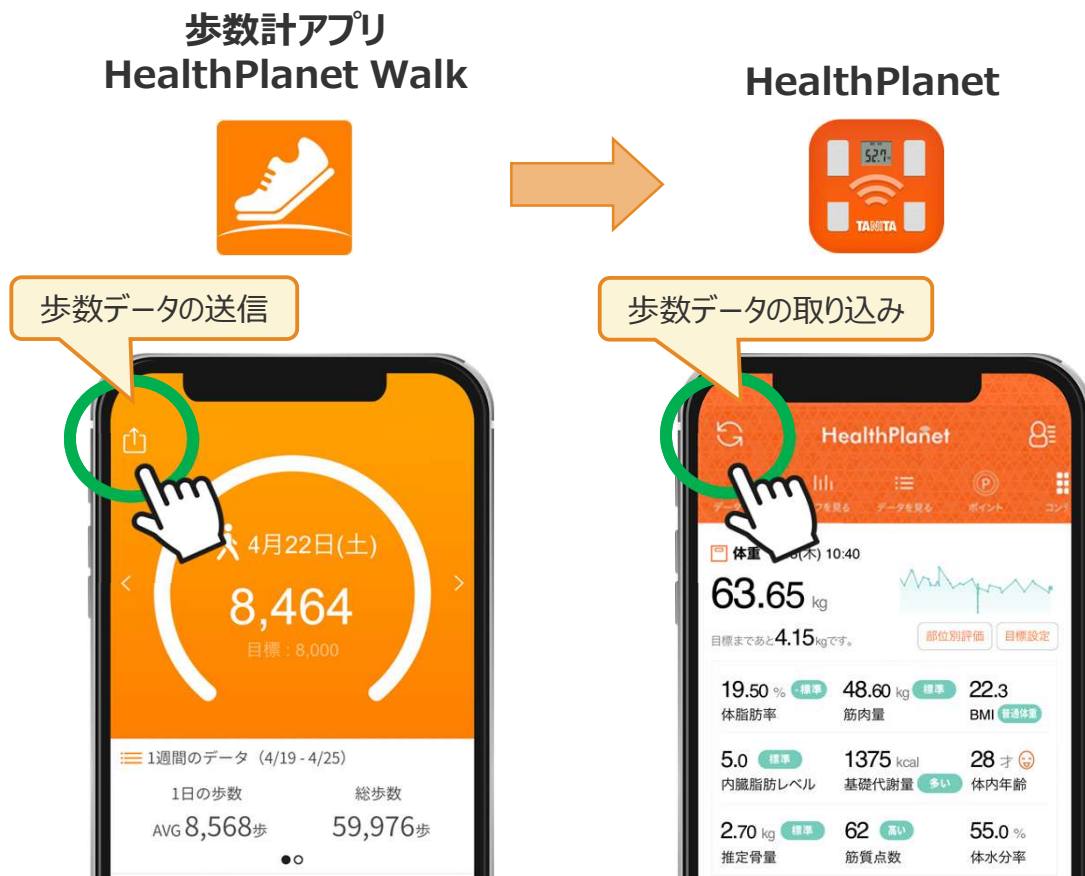 歩数計アプリ
HealthPlanet Walk
HealthPlanet
52.7
TANITA
歩数データの送信
歩数データの取り込み
4月22日(土)
8,464
目標 : 8,000
1週間のデータ（4/19 - 4/25）
1日の歩数 総歩数
AVG 8,568歩 59,976歩
HealthPlanet
データを見る ポイント
体重 (木) 10:40
63.65 kg
目標まであと4.15kgです。 部位別評価 目標設定
19.50 % -標準 48.60 kg 標準 22.3
体脂肪率 筋肉量 BMI 普通体重
5.0 標準 1375 kcal 28 才
内臓脂肪レベル 基礎代謝量 多い 体内年齢
2.70 kg 標準 62 高い 55.0 %
推定骨量 筋質点数 体水分率